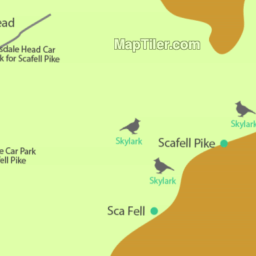 ead
sdale Head Car
k for Scafell Pike
MapTiler.com
Skylark
Skylark
Scafell Pike
e Car Park
ell Pike
Skylark
Sca Fell